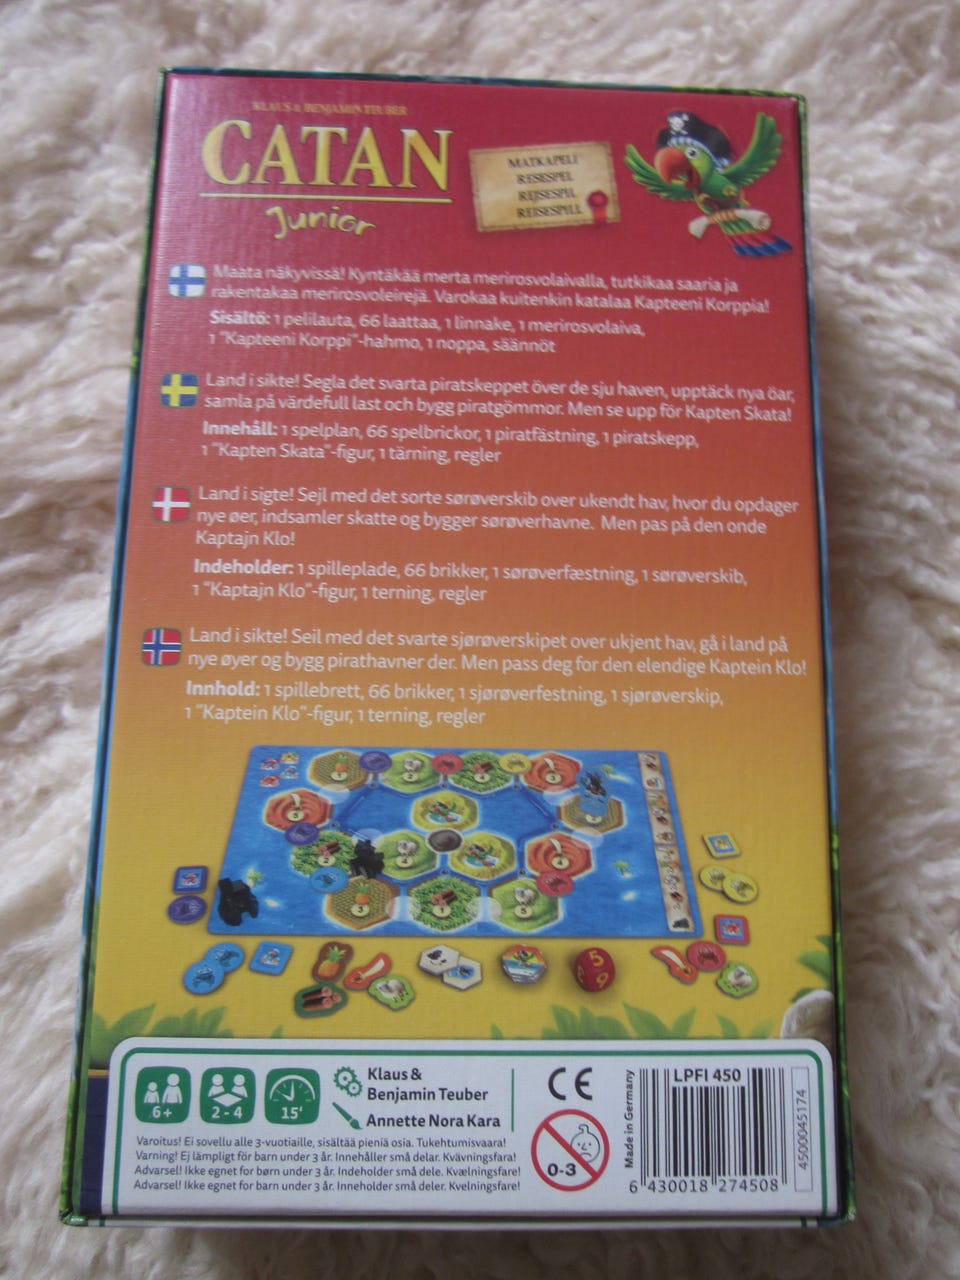 KLAUS & BENJAMIN TEUBER
CATAN
Junior
MATKAPELI
RESESPEL
REJSESPIL
REISESPILL
Maata näkyvissä! Kyntäkää merta merirosvolaivalla, tutkikaa saaria ja
rakentakaa merirosvoleirejä. Varokaa kuitenkin katalaa Kapteeni Korppia!
Sisältö: 1 pelilauta, 66 laattaa, 1 linnake, 1 merirosvolaiva,
1 "Kapteeni Korppi"-hahmo, 1 noppa, säännöt
Land i sikte! Segla det svarta piratskeppet över de sju haven, upptäck nya öar,
samla på värdefull last och bygg piratgömmor. Men se upp för Kapten Skata!
Innehåll: 1 spelplan, 66 spelbrickor, 1 piratfästning, 1 piratskepp,
1 "Kapten Skata"-figur, 1 tärning, regler
Land i sigte! Sejl med det sorte sørøverskib over ukendt hav, hvor du opdager
nye øer, indsamler skatte og bygger sørøverhavne. Men pas på den onde
Kaptajn Klo!
Indeholder: 1 spilleplade, 66 brikker, 1 sørøverfæstning, 1 sørøverskib,
1 "Kaptajn Klo"-figur, 1 terning, regler
Land i sikte! Seil med det svarte sjørøverskipet over ukjent hav, gå i land på
nye øyer og bygg pirathavner der. Men pass deg for den elendige Kaptein Klo!
Innhold: 1 spillebrett, 66 brikker, 1 sjørøverfestning, 1 sjørøverskip,
1 "Kaptein Klo"-figur, 1 terning, regler
5
6+
2 - 4
15'
Klaus &
Benjamin Teuber
Annette Nora Kara
Varoitus! Ei sovellu alle 3-vuotiaille, sisältää pieniä osia. Tukehtumisvaara!
Varning! Ej lämpligt för barn under 3 år. Innehåller små delar. Kvävningsfara!
Advarsel! Ikke egnet for børn under 3 år. Indeholder små dele. Kvælningsfare!
Advarsel! Ikke egnet for barn under 3 år. Inneholder små deler. Kvelningsfare!
CE
0-3
Made in Germany
LPFI 450
6 430018 274508
4500045174